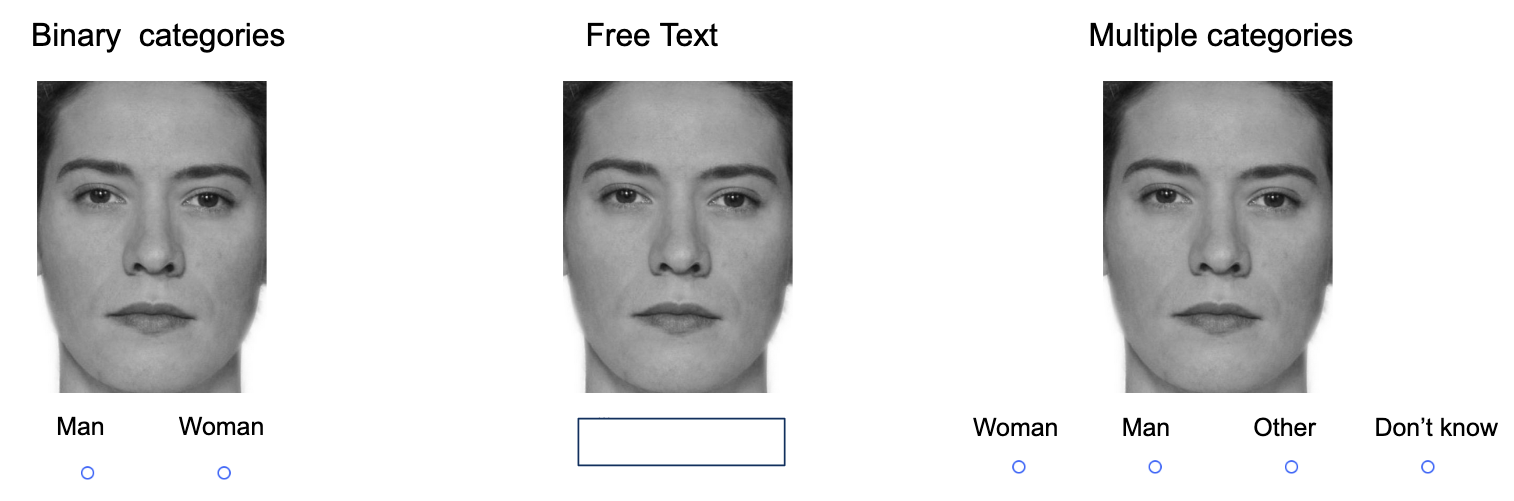 Binary  categories
Free Text
Multiple categories
Man
Woman
Woman
Man
Other
Don’t know